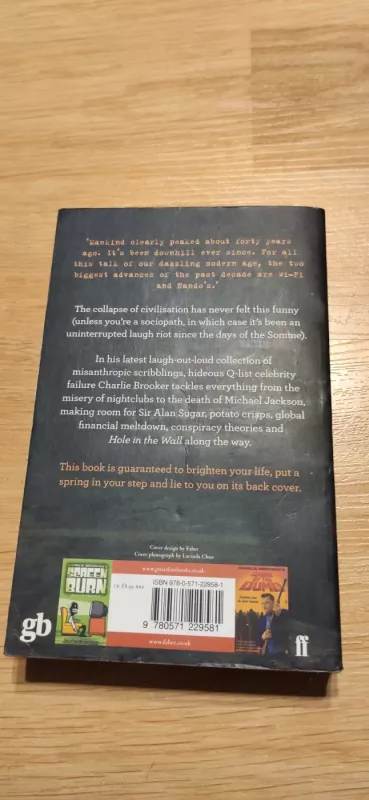 'Mankind clearly peaked about forty years
ago. It's been downhill ever since. For all
this talk of our dazzling modern age, the two
biggest advances of the past decade are Wi-Fi
and Nando's.'
The collapse of civilisation has never felt this funny
(unless you're a sociopath, in which case it's been an
uninterrupted laugh riot since the days of the Somme).
In his latest laugh-out-loud collection of
misanthropic scribblings, hideous Q-list celebrity
failure Charlie Brooker tackles everything from the
misery of nightclubs to the death of Michael Jackson,
making room for Sir Alan Sugar, potato crisps, global
financial meltdown, conspiracy theories and
Hole in the Wall along the way.
This book is guaranteed to brighten your life, put a
spring in your step and lie to you on its back cover.
Cover design by Faber
Cover photograph by
SCREEN
BURN
ISBN 978-0-571-22958-1
9 780571 229581
www.faber.co.uk
gb
ff